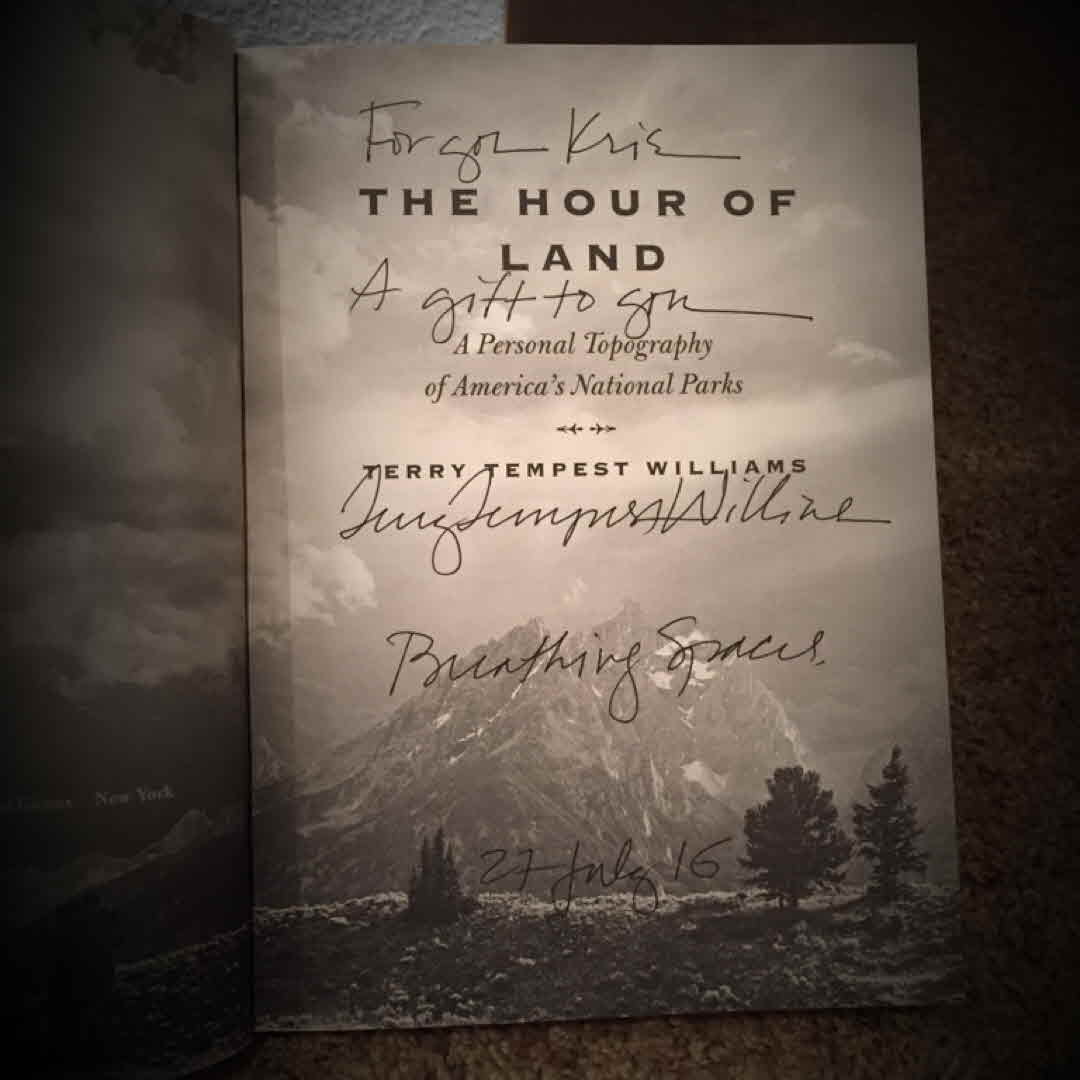 For you Kris
THE HOUR OF
LAND
A gift to you
A Personal Topography
of America's National Parks
TERRY TEMPEST WILLIAMS
Terry Tempest Williams
Breathing Spaces.
27 July 16
New York